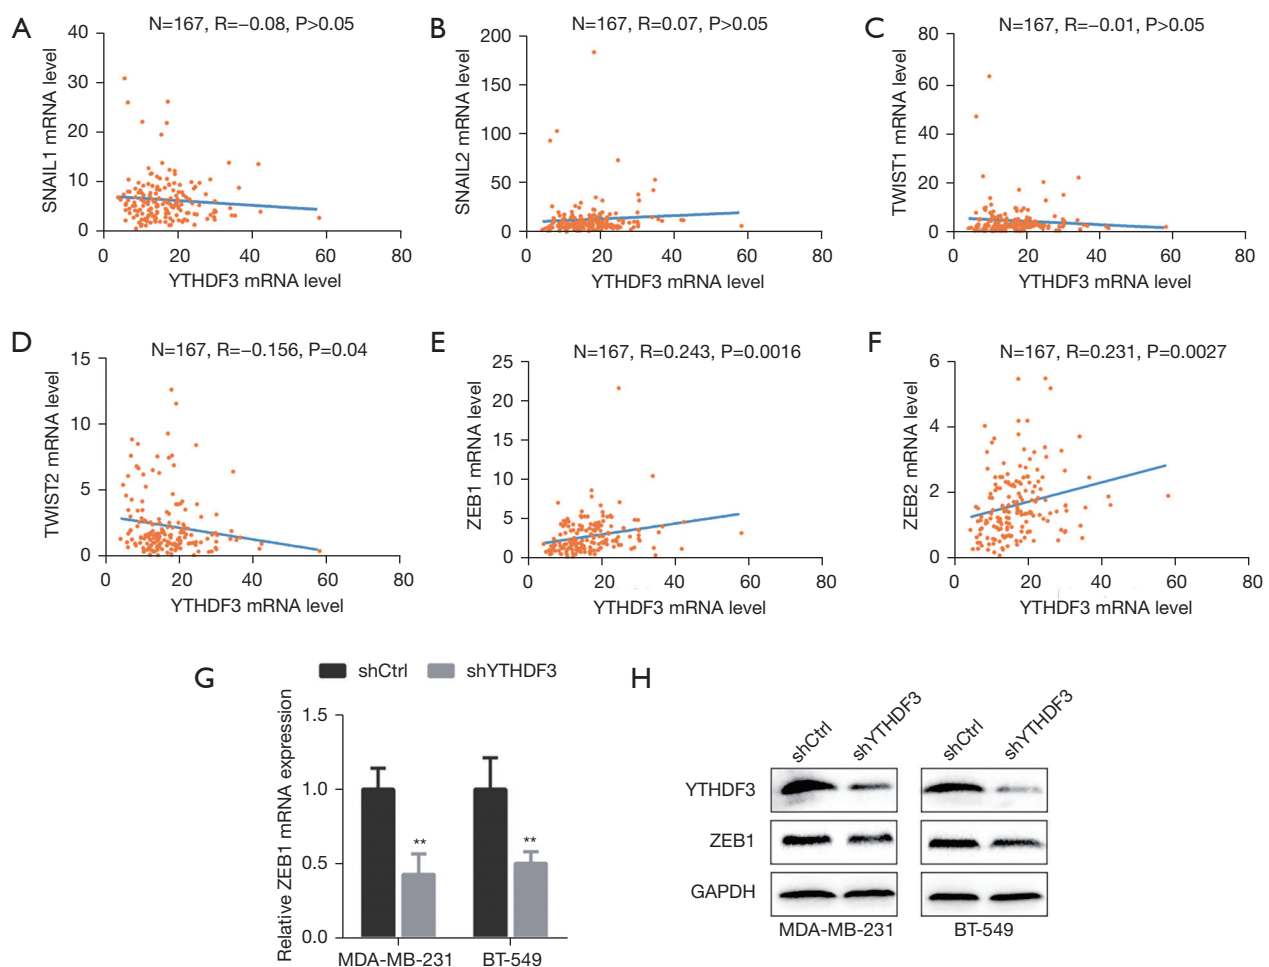 A
N=167, R=−0.08, P>0.05
SNAIL1 mRNA level
40
30
20
10
0
0 20 40 60 80
YTHDF3 mRNA level
B
N=167, R=0.07, P>0.05
SNAIL2 mRNA level
200
150
100
50
0
0 20 40 60 80
YTHDF3 mRNA level
C
N=167, R=−0.01, P>0.05
TWIST1 mRNA level
80
60
40
20
0
0 20 40 60 80
YTHDF3 mRNA level
D
N=167, R=−0.156, P=0.04
TWIST2 mRNA level
15
10
5
0
0 20 40 60 80
YTHDF3 mRNA level
E
N=167, R=0.243, P=0.0016
ZEB1 mRNA level
25
20
15
10
5
0
0 20 40 60 80
YTHDF3 mRNA level
F
N=167, R=0.231, P=0.0027
ZEB2 mRNA level
6
4
2
0
0 20 40 60 80
YTHDF3 mRNA level
G
shCtrl shYTHDF3
Relative ZEB1 mRNA expression
1.5
1.0
0.5
0.0
** **
MDA-MB-231 BT-549
H
shCtrl shYTHDF3 shCtrl shYTHDF3
YTHDF3
ZEB1
GAPDH
MDA-MB-231 BT-549